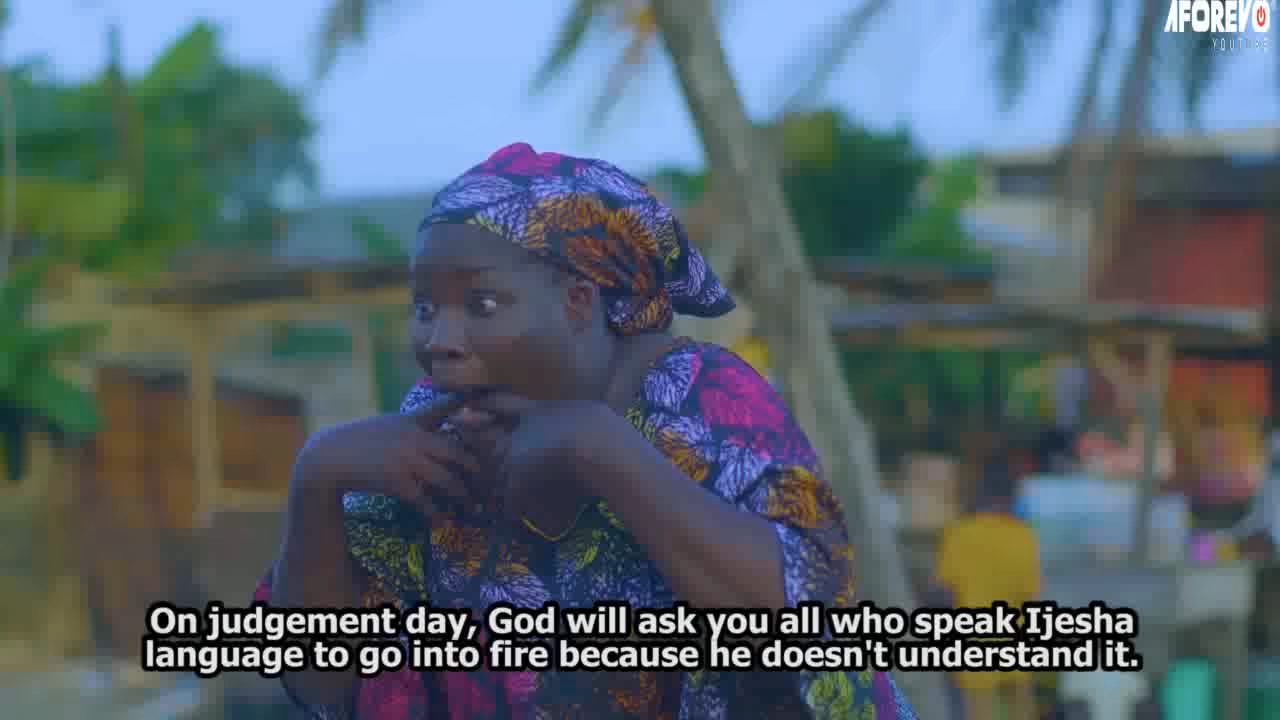 AFOREVO
YOUTUBE
On judgement day, God will ask you all who speak Ijesha
language to go into fire because he doesn't understand it.